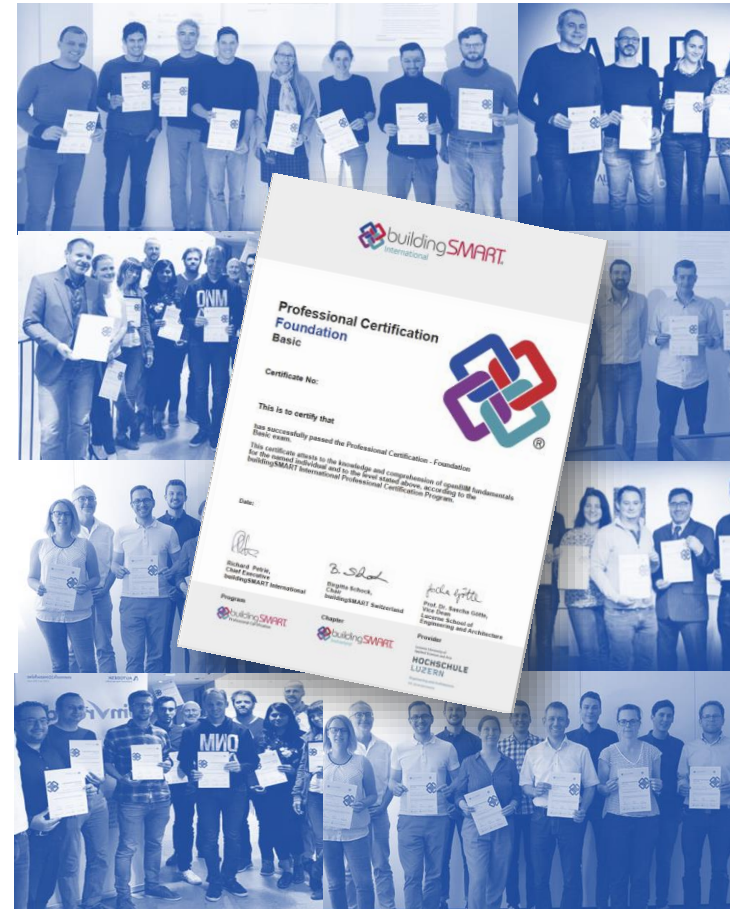 buildingSMART.
International
Professional Certification
Foundation
Basic
Certificate No:
This is to certify that
has successfully passed the Professional Certification - Foundation
Basic exam.
This certificate attests to the knowledge and comprehension of openBIM fundamentals
for the named individual and to the level stated above, according to the
buildingSMART International Professional Certification Program.
®
Date:
Richard Petrie,
Chief Executive
buildingSMART International
B. Schock
Birgitta Schock,
Chair
buildingSMART Switzerland
Prof. Dr. Sascha Götte,
Vice Dean
Lucerne School of
Engineering and Architecture
Program
buildingSMART.
Professional Certification
Chapter
buildingSMART.
Provider
HOCHSCHULE
LUZERN